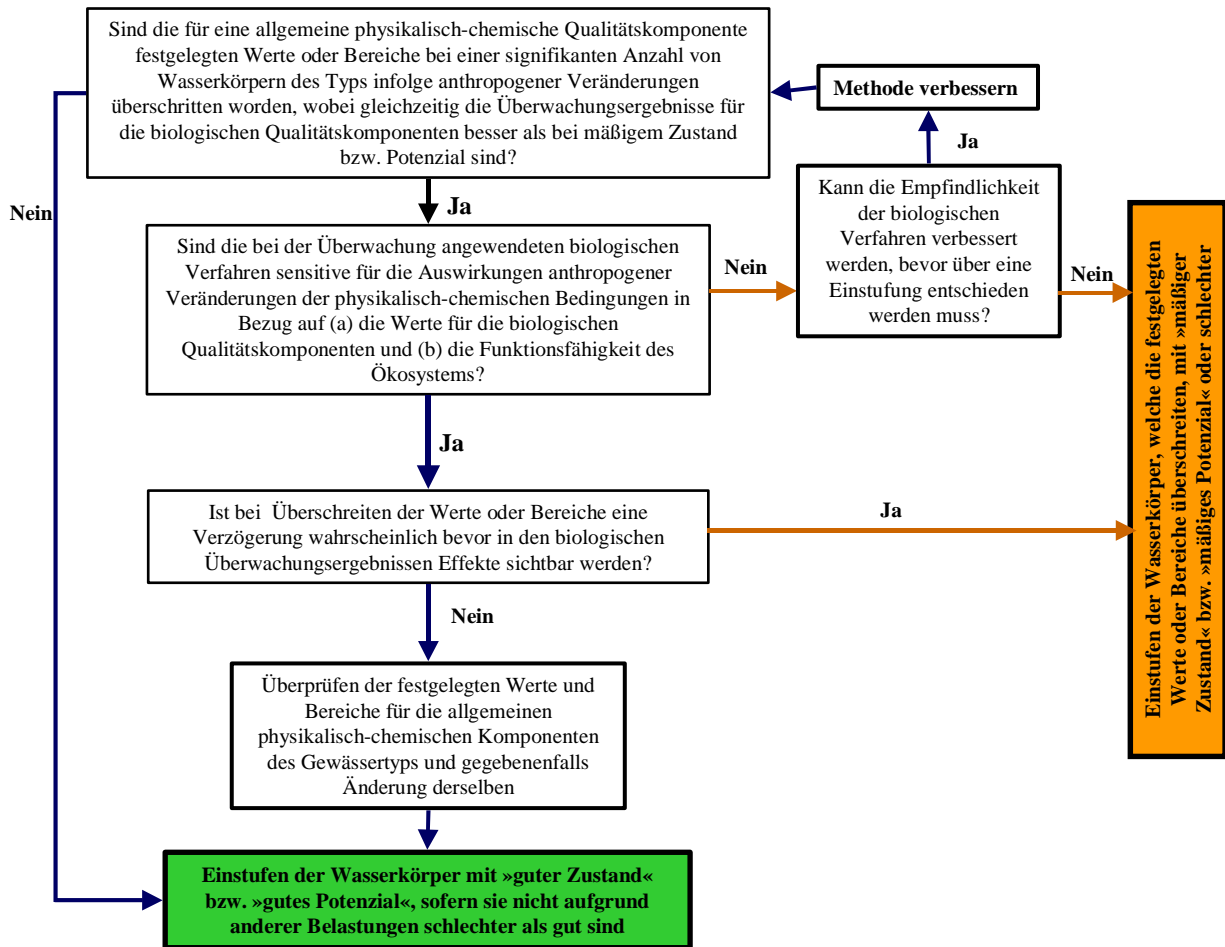 Sind die für eine allgemeine physikalisch-chemische Qualitätskomponente
festgelegten Werte oder Bereiche bei einer signifikanten Anzahl von
Wasserkörpern des Typs infolge anthropogener Veränderungen
überschritten worden, wobei gleichzeitig die Überwachungsergebnisse für
die biologischen Qualitätskomponenten besser als bei mäßigem Zustand
bzw. Potenzial sind?
Methode verbessern
Ja
Kann die Empfindlichkeit
der biologischen
Verfahren verbessert
werden, bevor über eine
Einstufung entschieden
werden muss?
Nein
Ja
Sind die bei der Überwachung angewendeten biologischen
Verfahren sensitive für die Auswirkungen anthropogener
Veränderungen der physikalisch-chemischen Bedingungen in
Bezug auf (a) die Werte für die biologischen
Qualitätskomponenten und (b) die Funktionsfähigkeit des
Ökosystems?
Nein
Nein
Ja
Ist bei Überschreiten der Werte oder Bereiche eine
Verzögerung wahrscheinlich bevor in den biologischen
Überwachungsergebnissen Effekte sichtbar werden?
Ja
Einstufen der Wasserkörper, welche die festgelegten
Werte oder Bereiche überschreiten, mit »mäßiger
Zustand« bzw. »mäßiges Potenzial« oder schlechter
Nein
Überprüfen der festgelegten Werte und
Bereiche für die allgemeinen
physikalisch-chemischen Komponenten
des Gewässertyps und gegebenenfalls
Änderung derselben
Einstufen der Wasserkörper mit »guter Zustand«
bzw. »gutes Potenzial«, sofern sie nicht aufgrund
anderer Belastungen schlechter als gut sind